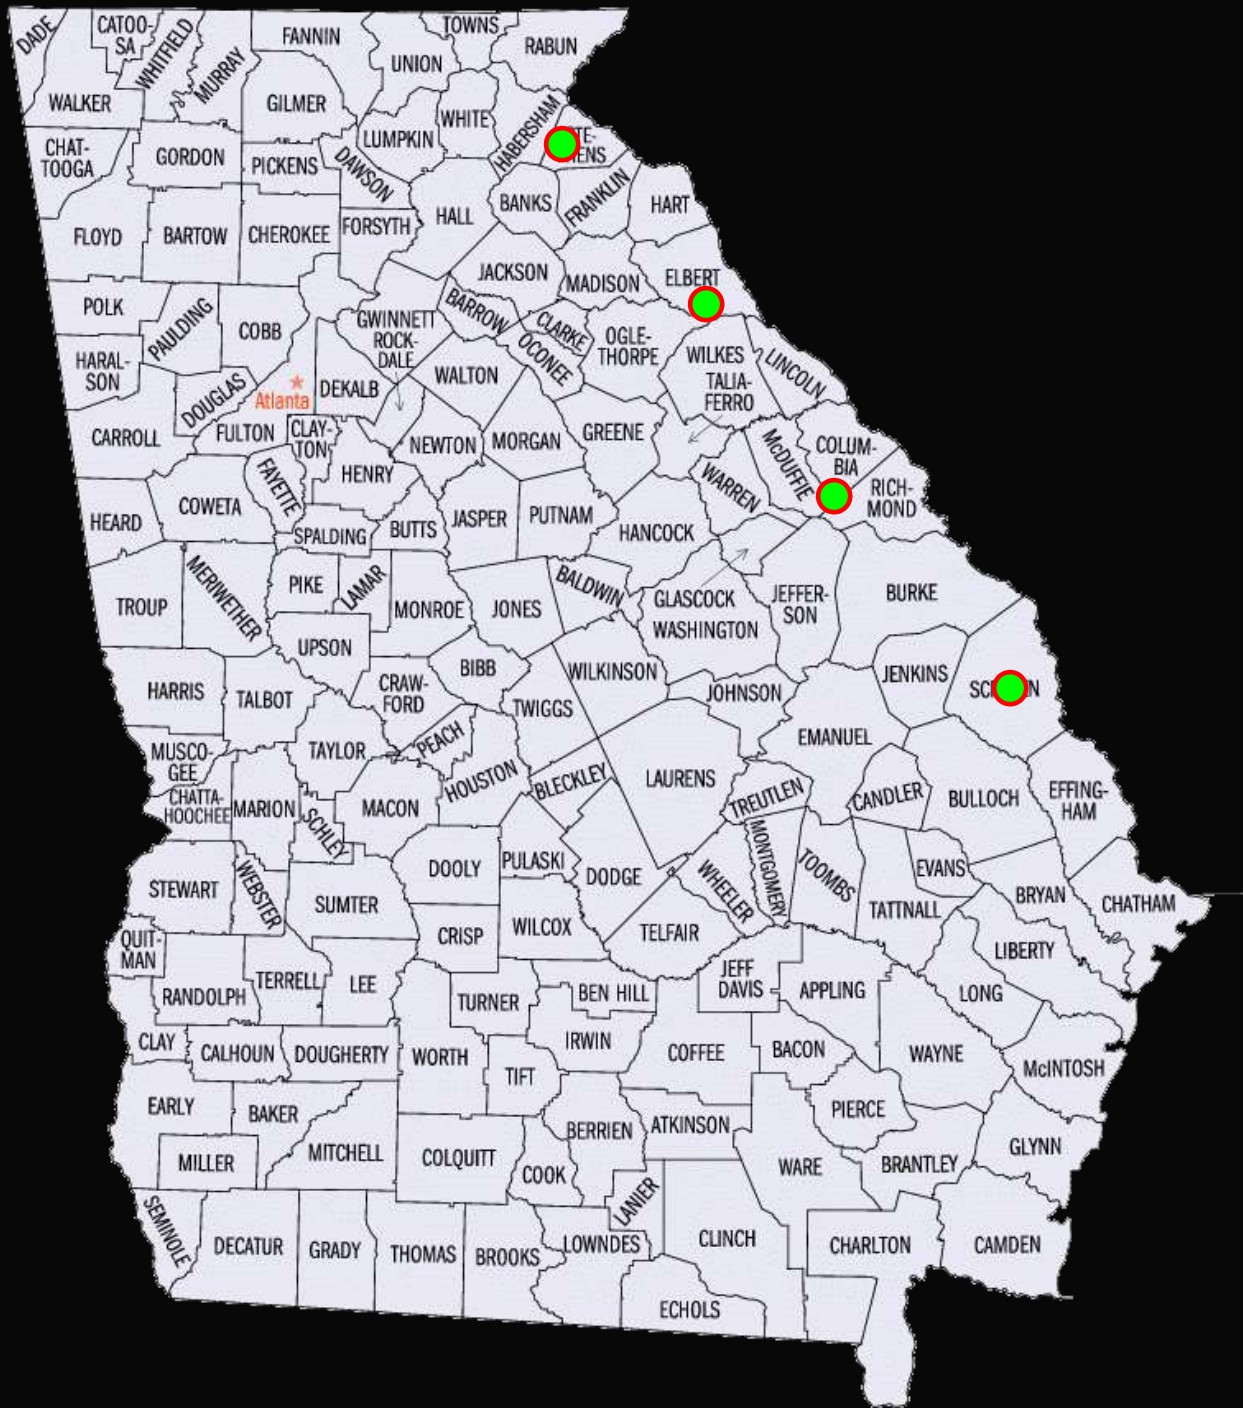 DADE
CATOO-
SA
WHITFIELD
MURRAY
FANNIN
UNION
TOWNS
RABUN
WALKER
GILMER
LUMPKIN
WHITE
HABERSHAM
CHAT-
TOOGA
GORDON
PICKENS
DAWSON
HALL
BANKS
FRANKLIN
HART
FLOYD
BARTOW
CHEROKEE
FORSYTH
JACKSON
MADISON
ELBERT
POLK
PAULDING
COBB
GWINNETT
BARROW
CLARKE
OCONEE
OGLE-
THORPE
WILKES
LINCOLN
HARAL-
SON
DOUGLAS
Atlanta
DEKALB
ROCK-
DALE
WALTON
TALIA-
FERRO
CARROLL
FULTON
CLAY-
TON
HENRY
NEWTON
MORGAN
GREENE
WARREN
McDUFFIE
COLUM-
BIA
RICH-
MOND
HEARD
COWETA
FAYETTE
SPALDING
BUTTS
JASPER
PUTNAM
HANCOCK
GLASCOCK
JEFFER-
SON
BURKE
TROUP
MERIWETHER
PIKE
LAMAR
MONROE
JONES
BALDWIN
WASHINGTON
UPSON
BIBB
WILKINSON
JOHNSON
JENKINS
HARRIS
TALBOT
CRAW-
FORD
TWIGGS
EMANUEL
MUSCO-
GEE
TAYLOR
PEACH
HOUSTON
BLECKLEY
LAURENS
TREUTLEN
CANDLER
BULLOCH
EFFING-
HAM
CHATTA-
HOOCHEE
MARION
SCHLEY
MACON
DOOLY
PULASKI
DODGE
WHEELER
MONTGOMERY
TOOMBS
TATTNALL
EVANS
BRYAN
CHATHAM
STEWART
WEBSTER
SUMTER
CRISP
WILCOX
TELFAIR
JEFF
DAVIS
APPLING
LONG
LIBERTY
QUIT-
MAN
RANDOLPH
TERRELL
LEE
TURNER
BEN HILL
CLAY
CALHOUN
DOUGHERTY
WORTH
TIFT
IRWIN
COFFEE
BACON
WAYNE
McINTOSH
EARLY
BAKER
MITCHELL
BERRIEN
ATKINSON
PIERCE
GLYNN
MILLER
COLQUITT
COOK
LANIER
WARE
BRANTLEY
SEMINOLE
DECATUR
GRADY
THOMAS
BROOKS
LOWNDES
CLINCH
CHARLTON
CAMDEN
ECHOLS